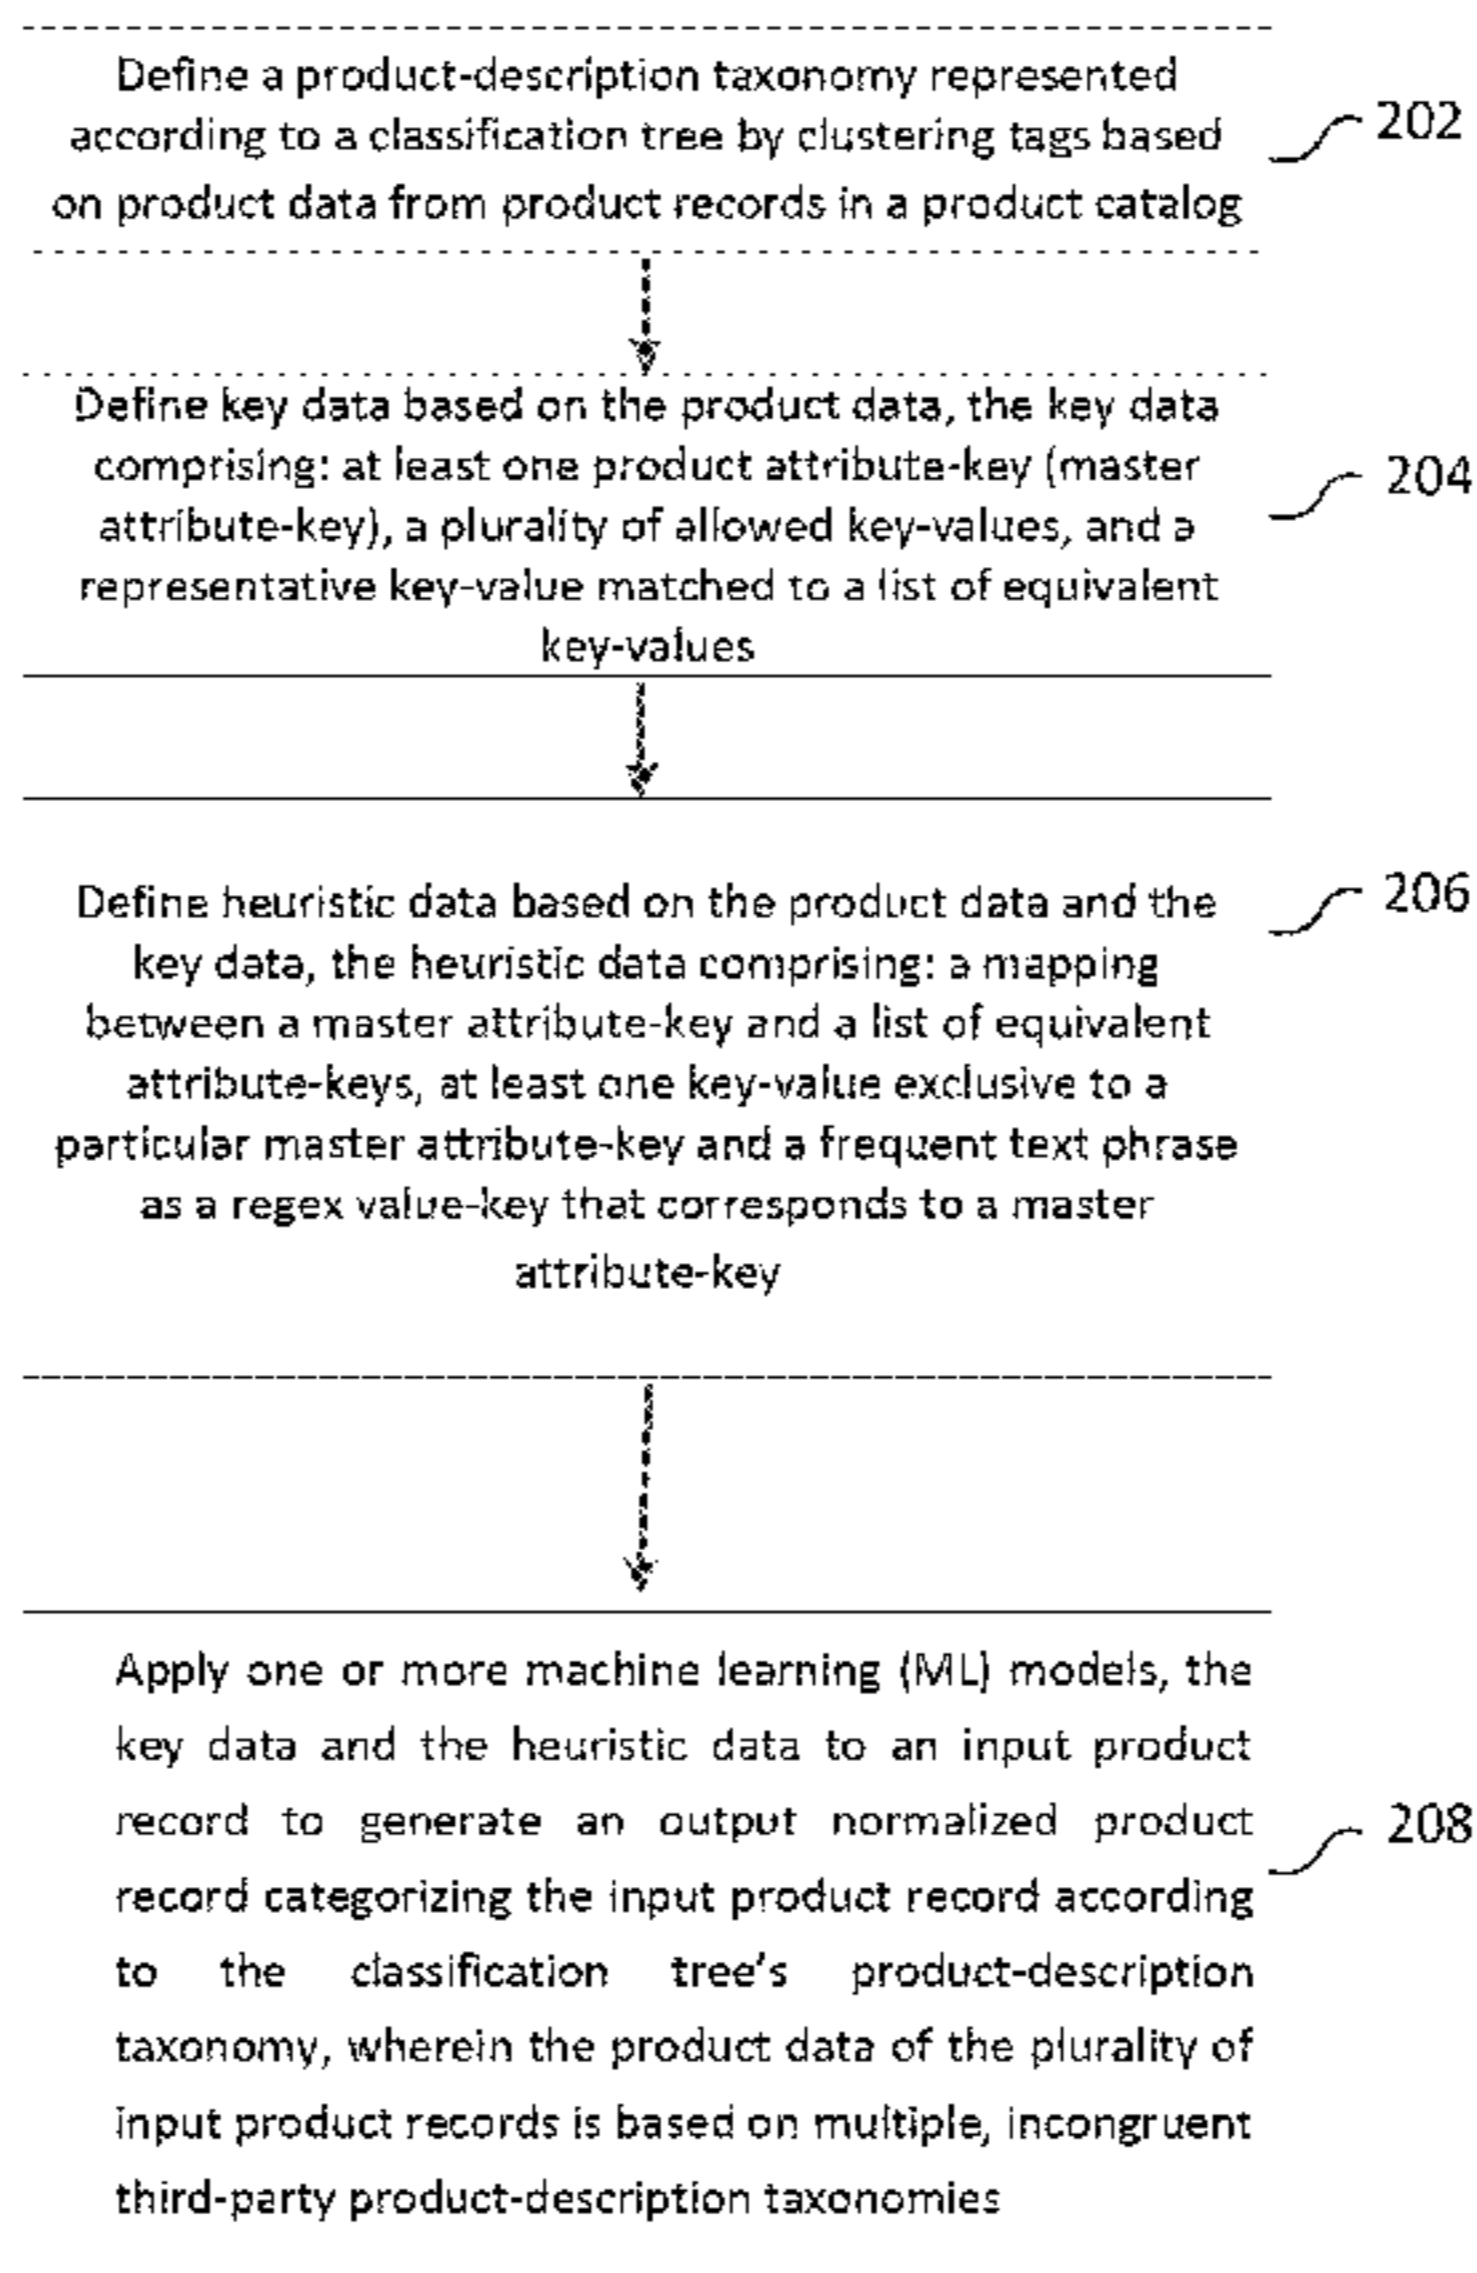 Define a product-description taxonomy represented
according to a classification tree by clustering tags based
on product data from product records in a product catalog
202
Define key data based on the product data, the key data
comprising: at least one product attribute-key (master
attribute-key), a plurality of allowed key-values, and a
representative key-value matched to a list of equivalent
key-values
204
Define heuristic data based on the product data and the
key data, the heuristic data comprising: a mapping
between a master attribute-key and a list of equivalent
attribute-keys, at least one key-value exclusive to a
particular master attribute-key and a frequent text phrase
as a regex value-key that corresponds to a master
attribute-key
206
Apply one or more machine learning (ML) models, the
key data and the heuristic data to an input product
record to generate an output normalized product
record categorizing the input product record according
to the classification tree's product-description
taxonomy, wherein the product data of the plurality of
input product records is based on multiple, incongruent
third-party product-description taxonomies
208